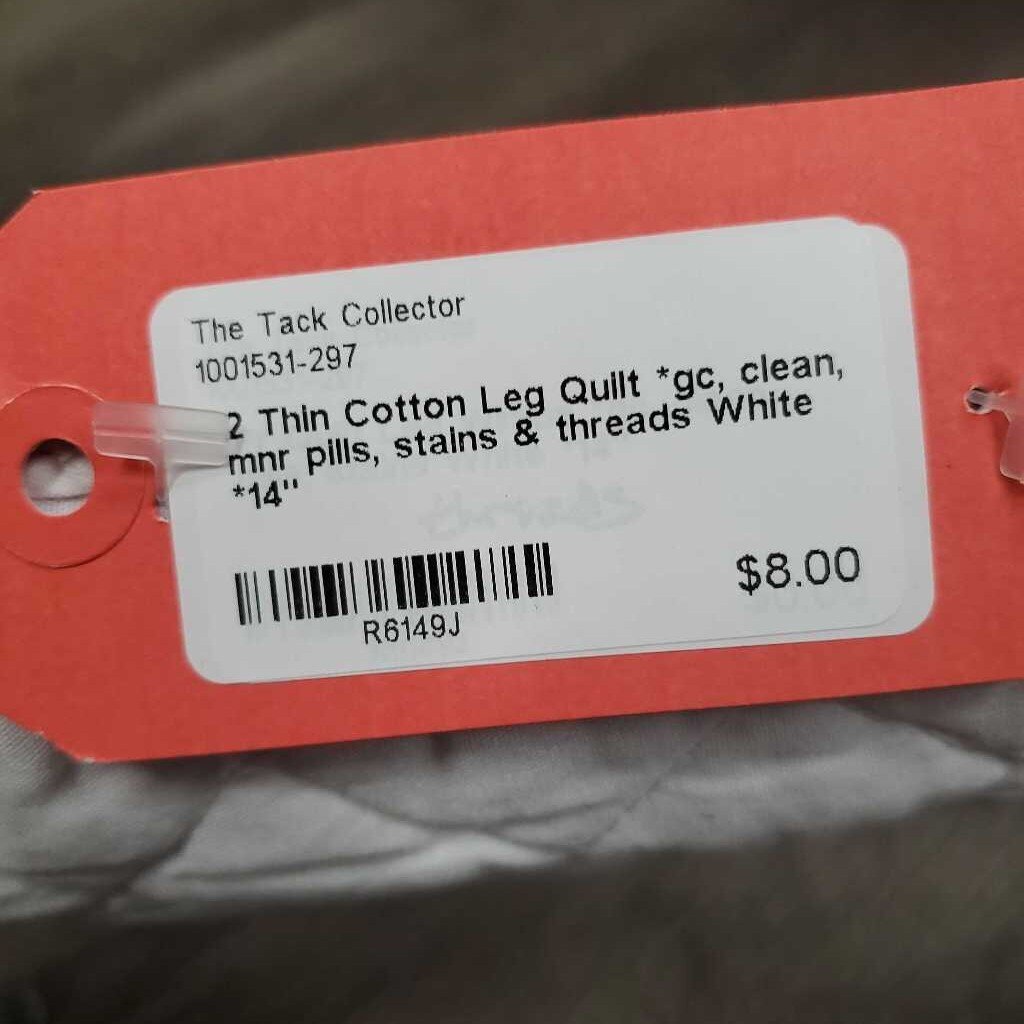 The Tack Collector
1001531-297
2 Thin Cotton Leg Quilt *gc, clean,
mnr pills, stains & threads White
*14"
$8.00
R6149J